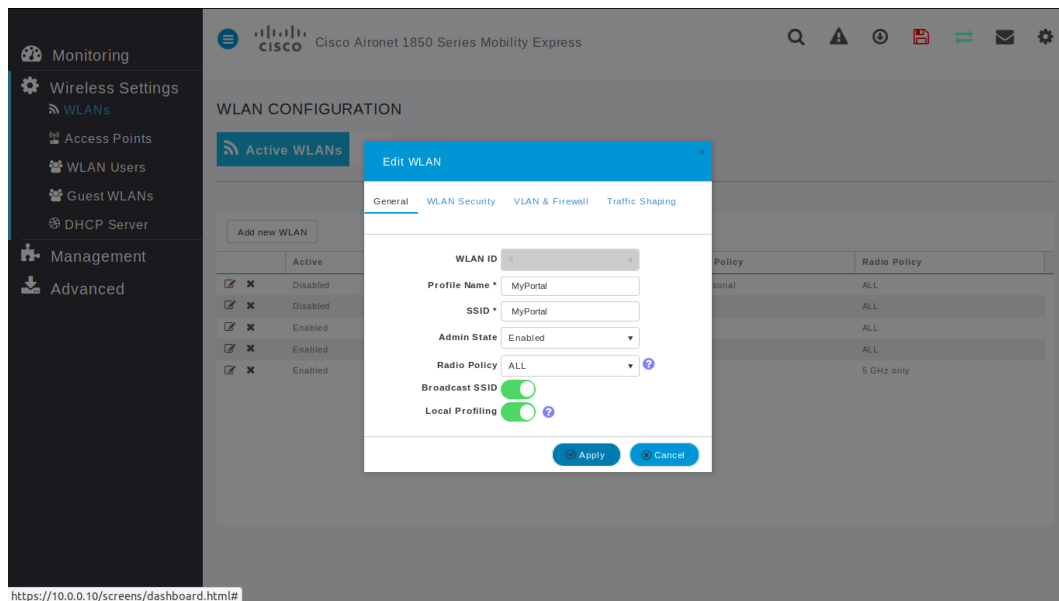 Monitoring
Wireless Settings
WLANs
Access Points
WLAN Users
Guest WLANs
DHCP Server
Management
Advanced
CISCO Cisco Aironet 1850 Series Mobility Express
WLAN CONFIGURATION
Active WLANs
Add new WLAN
Active Policy Radio Policy
Disabled sonal ALL
Disabled ALL
Enabled ALL
Enabled ALL
Enabled 5 GHz only
Edit WLAN
General WLAN Security VLAN & Firewall Traffic Shaping
WLAN ID 4
Profile Name * MyPortal
SSID * MyPortal
Admin State Enabled
Radio Policy ALL ?
Broadcast SSID
Local Profiling ?
Apply Cancel
https://10.0.0.10/screens/dashboard.html#